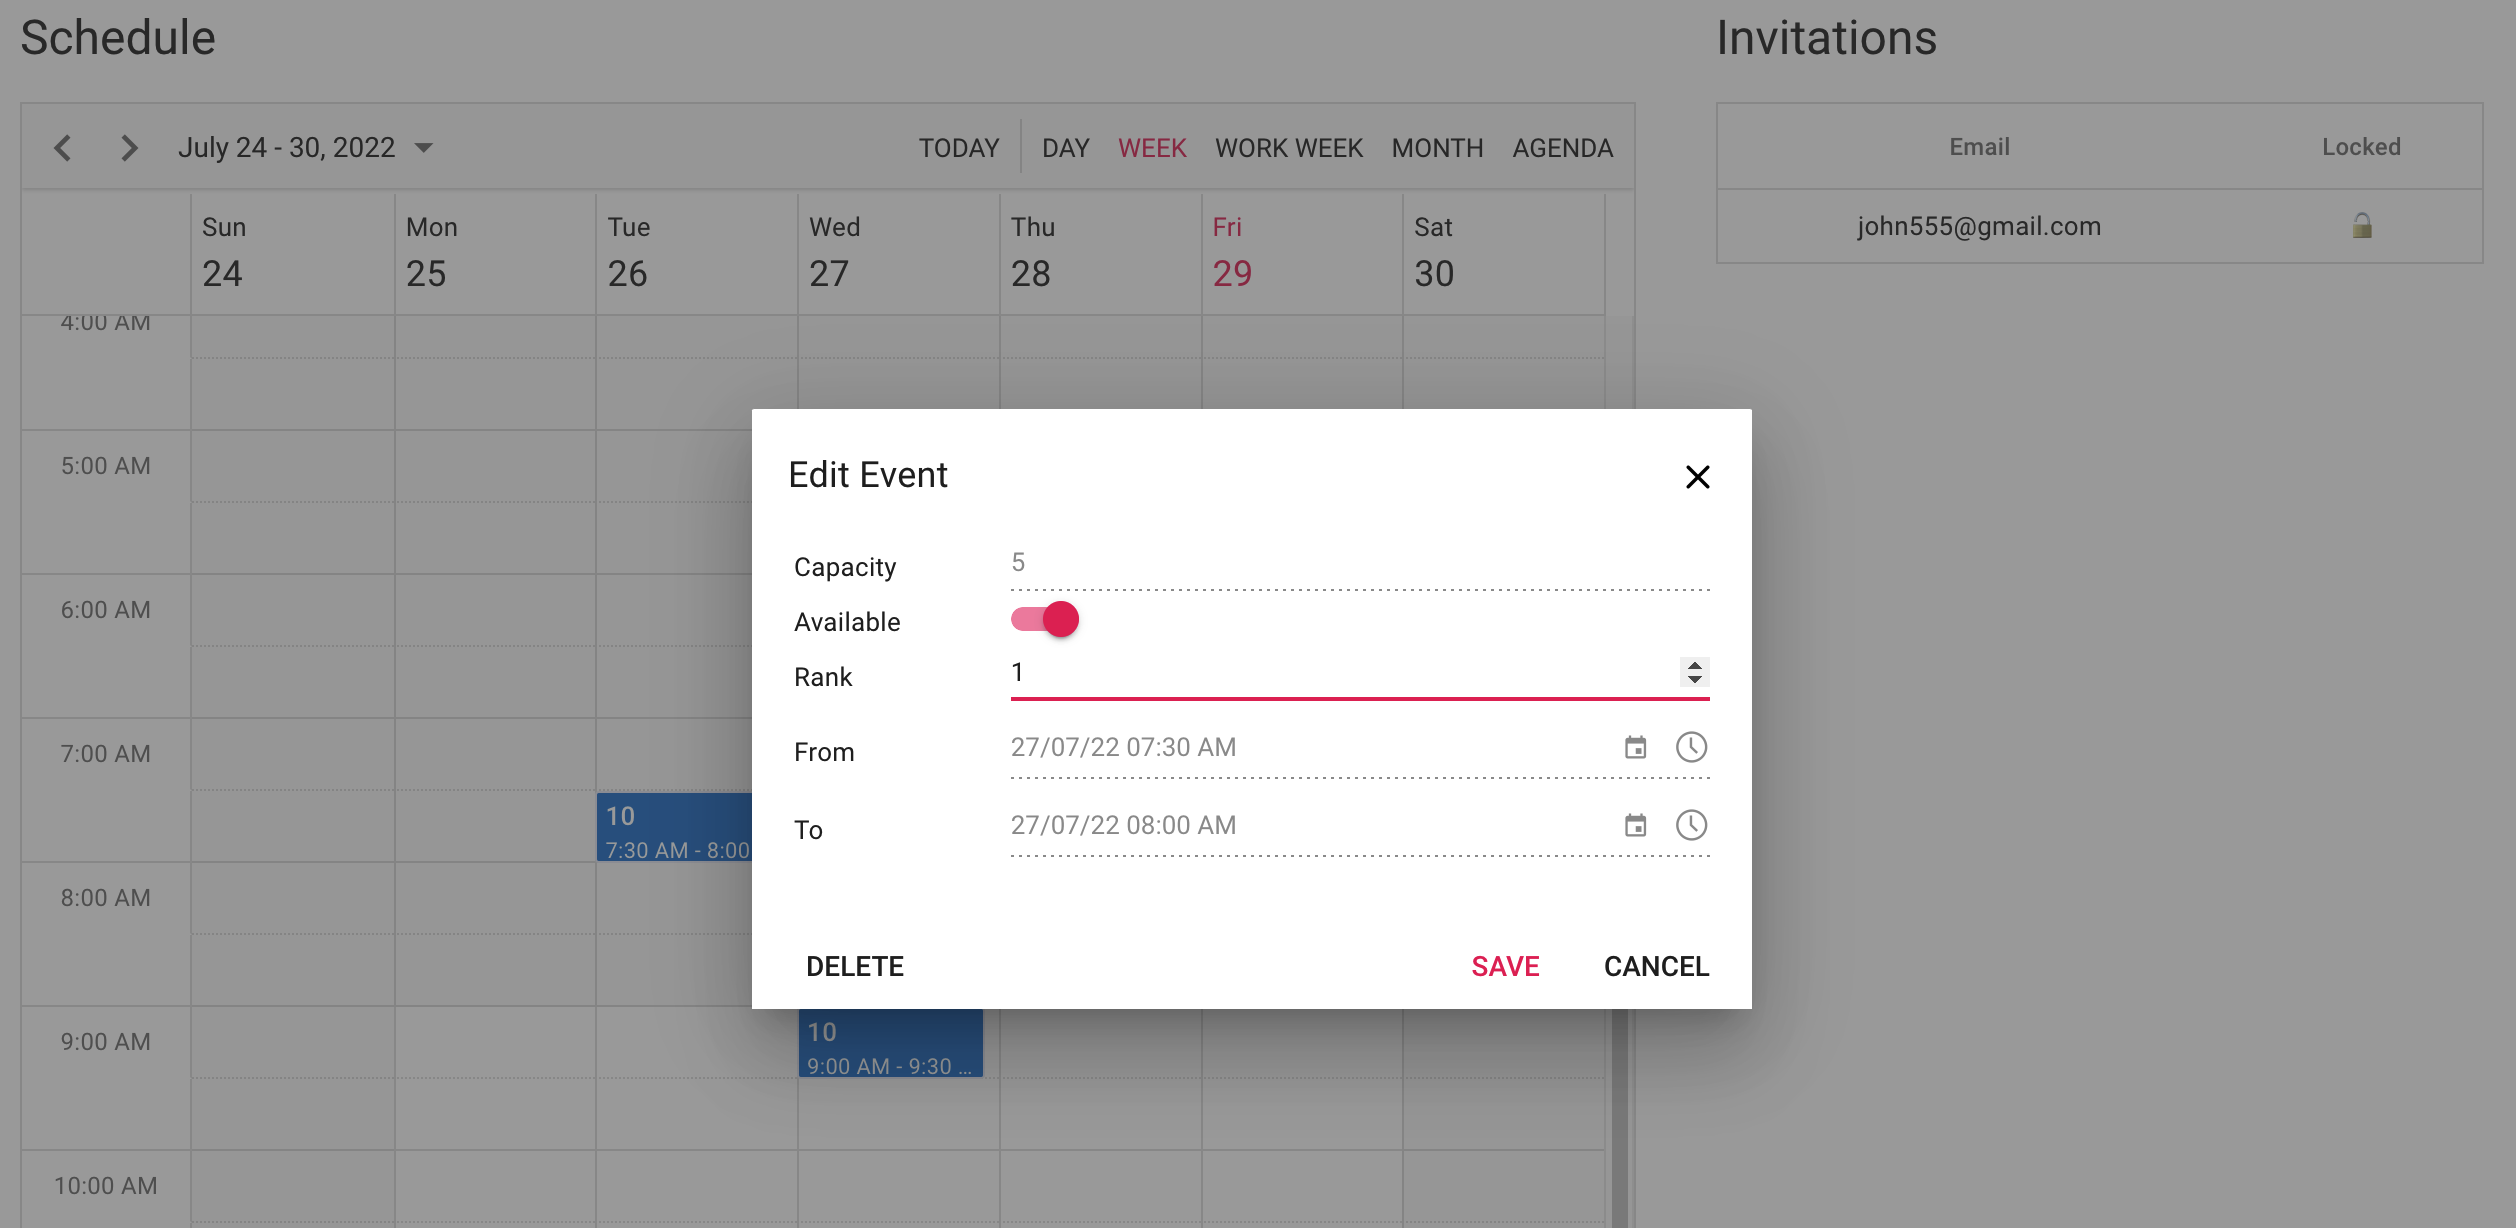 Schedule
Invitations
July 24 - 30, 2022
TODAY DAY WEEK WORK WEEK MONTH AGENDA
Email Locked
john555@gmail.com
Sun Mon Tue Wed Thu Fri Sat
24 25 26 27 28 29 30
4:00 AM
5:00 AM
6:00 AM
7:00 AM
10
7:30 AM - 8:00
8:00 AM
9:00 AM
10
9:00 AM - 9:30 ...
10:00 AM
Edit Event
Capacity 5
Available
Rank 1
From 27/07/22 07:30 AM
To 27/07/22 08:00 AM
DELETE SAVE CANCEL